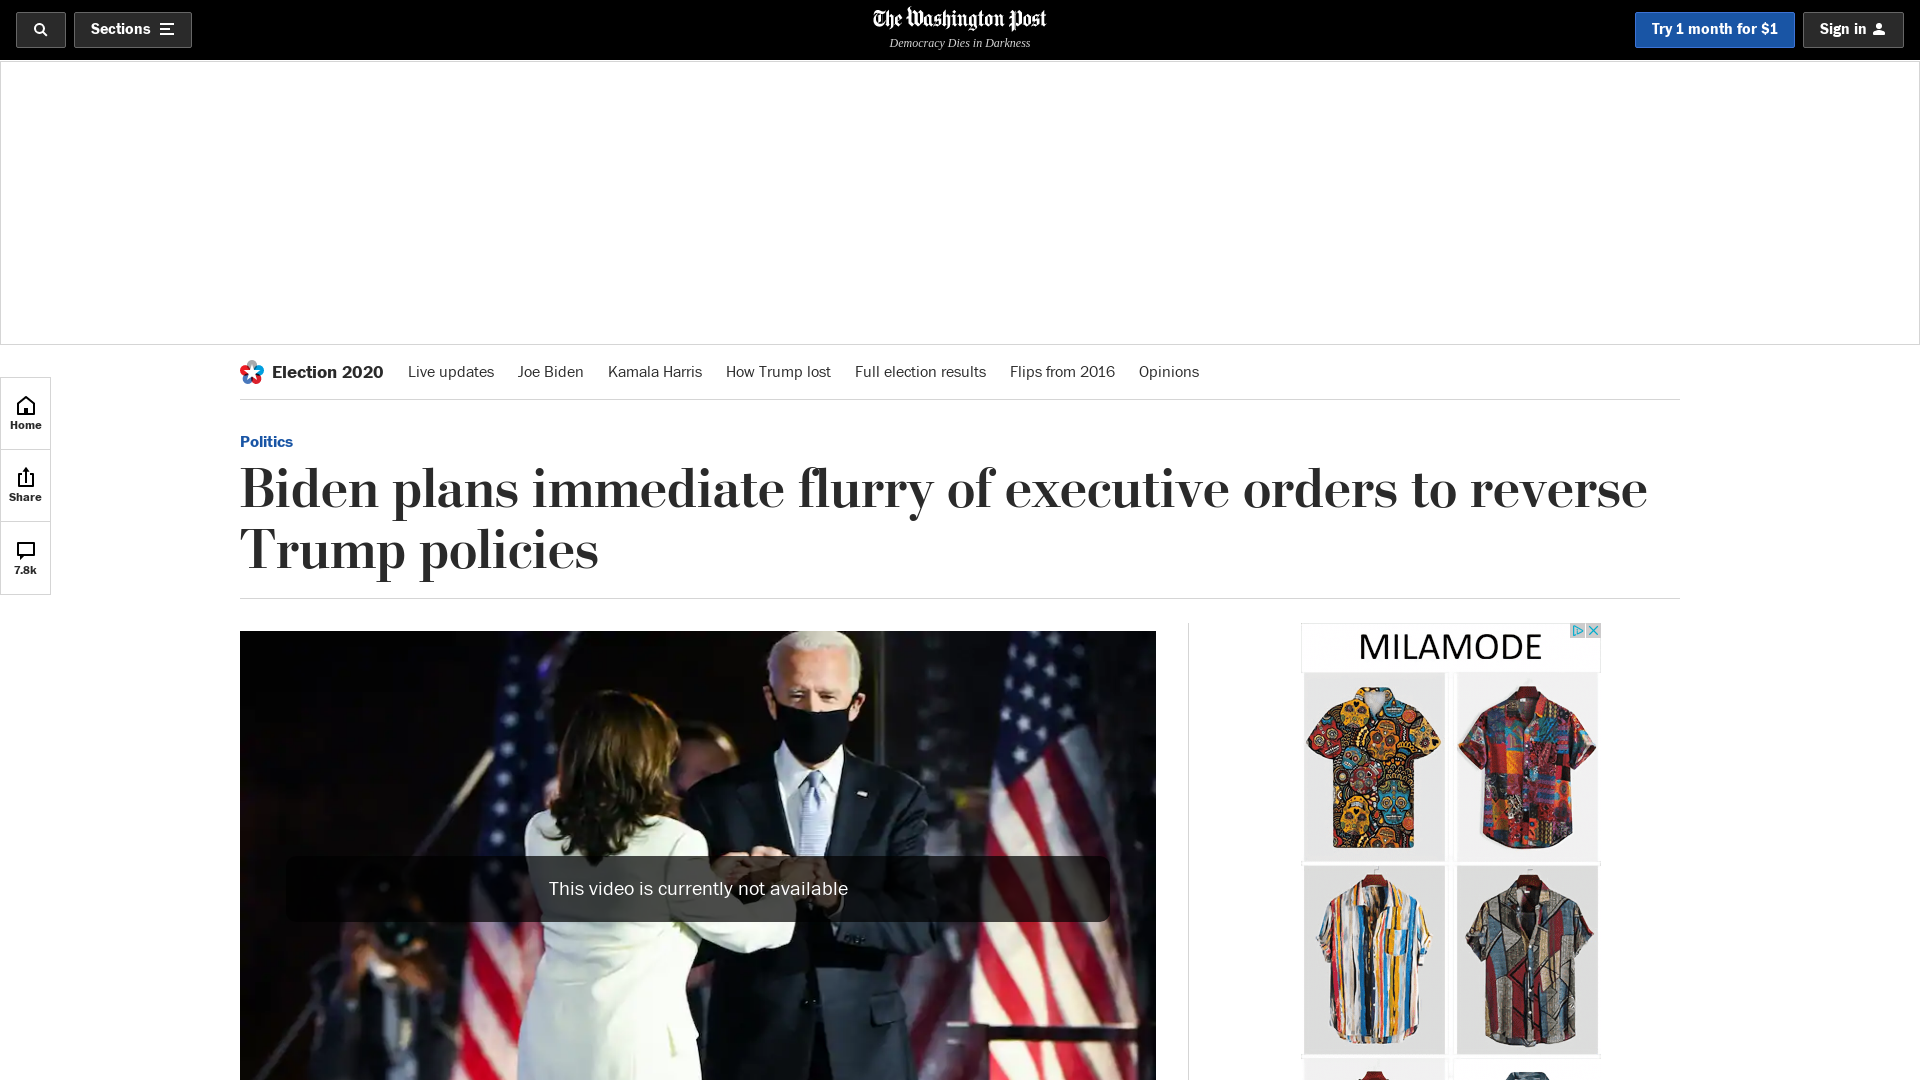 Sections
The Washington Post
Democracy Dies in Darkness
Try 1 month for $1
Sign in
Election 2020
Live updates
Joe Biden
Kamala Harris
How Trump lost
Full election results
Flips from 2016
Opinions
Home
Share
7.8k
Politics
Biden plans immediate flurry of executive orders to reverse
Trump policies
This video is currently not available
MILAMODE